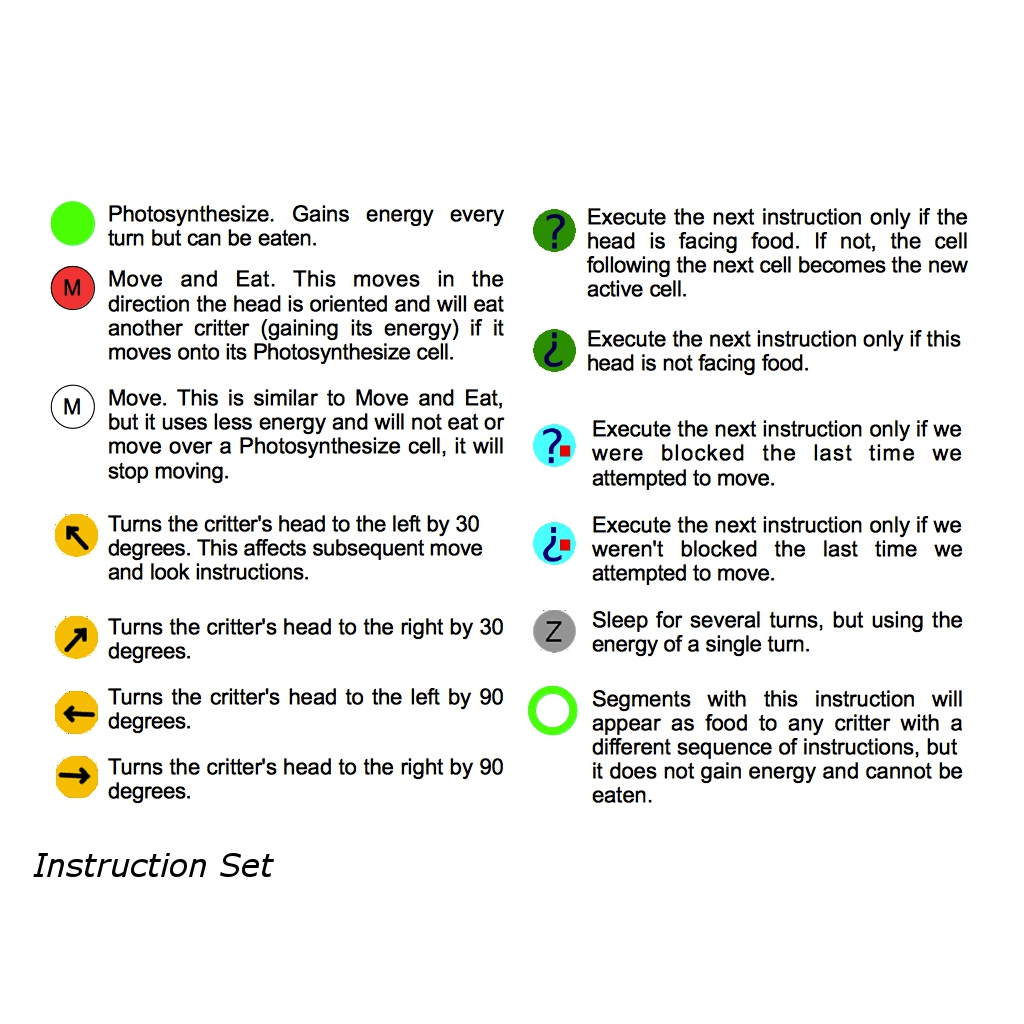 Photosynthesize. Gains energy every
turn but can be eaten.
M
Move and Eat. This moves in the
direction the head is oriented and will eat
another critter (gaining its energy) if it
moves onto its Photosynthesize cell.
M
Move. This is similar to Move and Eat,
but it uses less energy and will not eat or
move over a Photosynthesize cell, it will
stop moving.
Turns the critter's head to the left by 30
degrees. This affects subsequent move
and look instructions.
Turns the critter's head to the right by 30
degrees.
Turns the critter's head to the left by 90
degrees.
Turns the critter's head to the right by 90
degrees.
?
Execute the next instruction only if the
head is facing food. If not, the cell
following the next cell becomes the new
active cell.
¿
Execute the next instruction only if this
head is not facing food.
?
Execute the next instruction only if we
were blocked the last time we
attempted to move.
¿
Execute the next instruction only if we
weren't blocked the last time we
attempted to move.
Z
Sleep for several turns, but using the
energy of a single turn.
Segments with this instruction will
appear as food to any critter with a
different sequence of instructions, but
it does not gain energy and cannot be
eaten.
Instruction Set